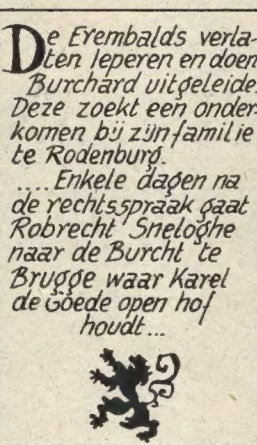 De Erembalds verla-
ten Ieperen en doen
Burchard uitgeleide.
Deze zoekt een onder-
komen bij zijn familie
te Rodenburg.
.... Enkele dagen na
de rechtsspraak gaat
Robrecht Sneloghe
naar de Burcht te
Brugge waar Karel
de Goede open hof
houdt...